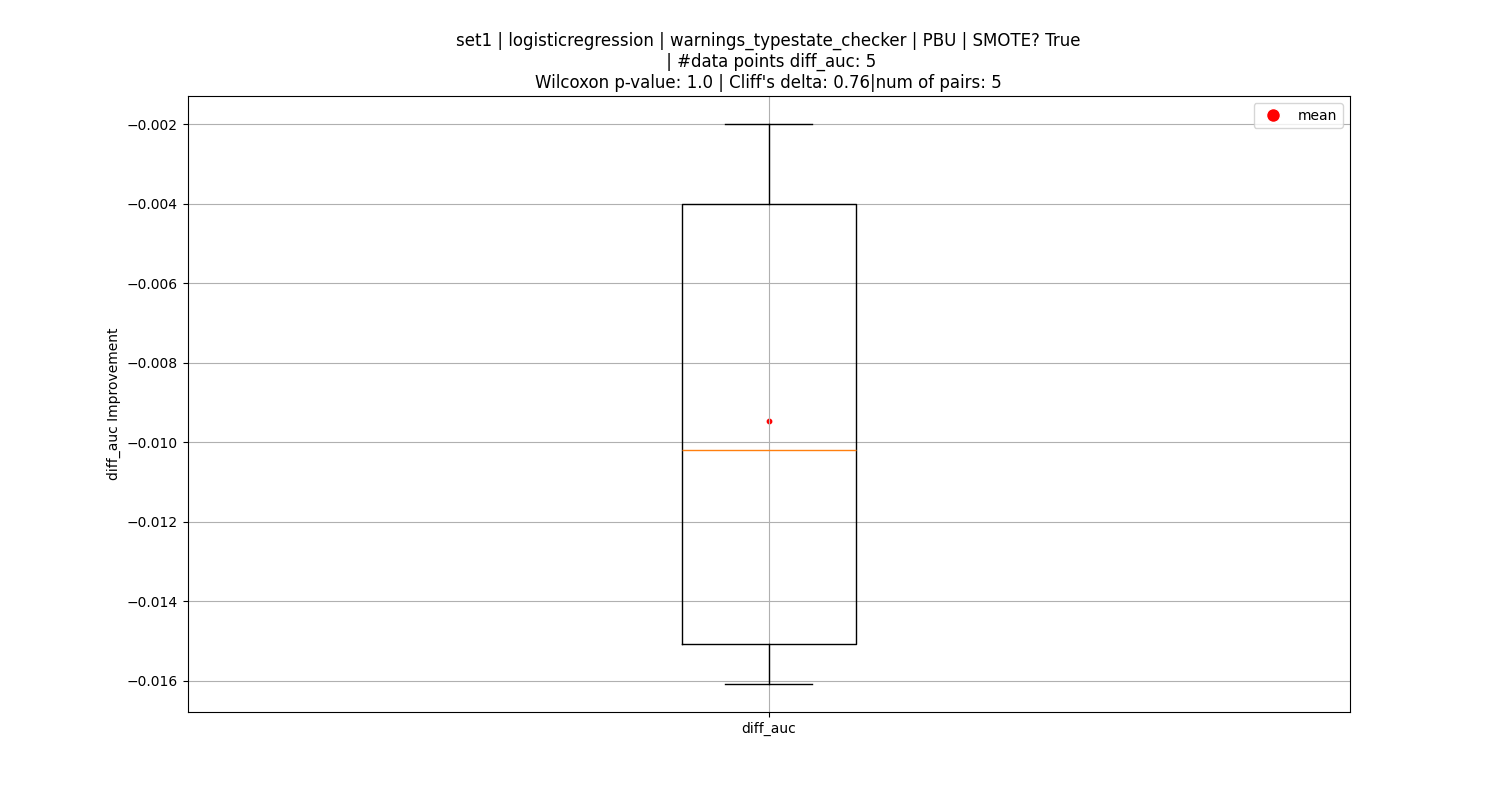 set1 | logisticregression | warnings_typestate_checker | PBU | SMOTE? True
| #data points diff_auc: 5
Wilcoxon p-value: 1.0 | Cliff's delta: 0.76|num of pairs: 5
mean
−0.002
−0.004
−0.006
−0.008
−0.010
−0.012
−0.014
−0.016
diff_auc Improvement
diff_auc